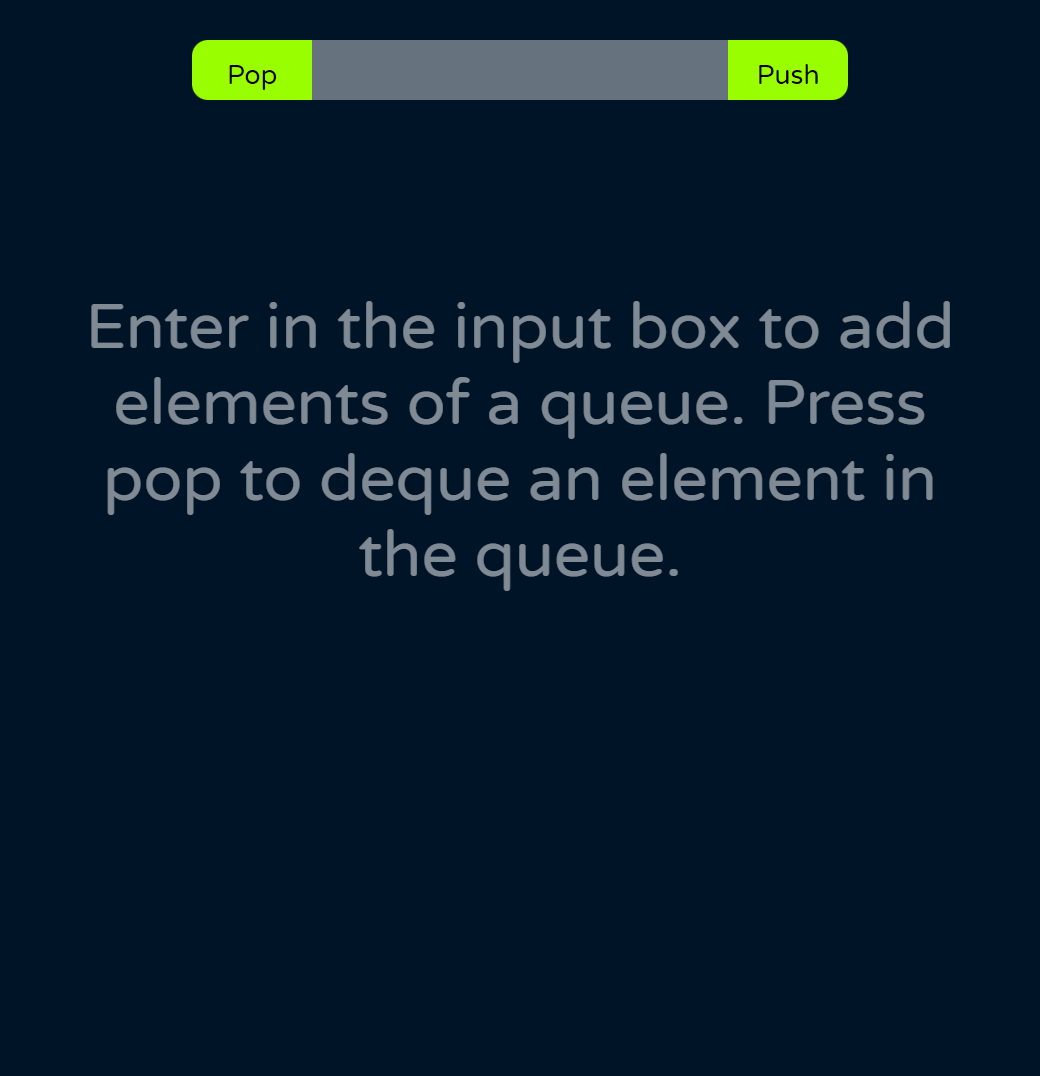 Pop Push
Enter in the input box to add
elements of a queue. Press
pop to deque an element in
the queue.